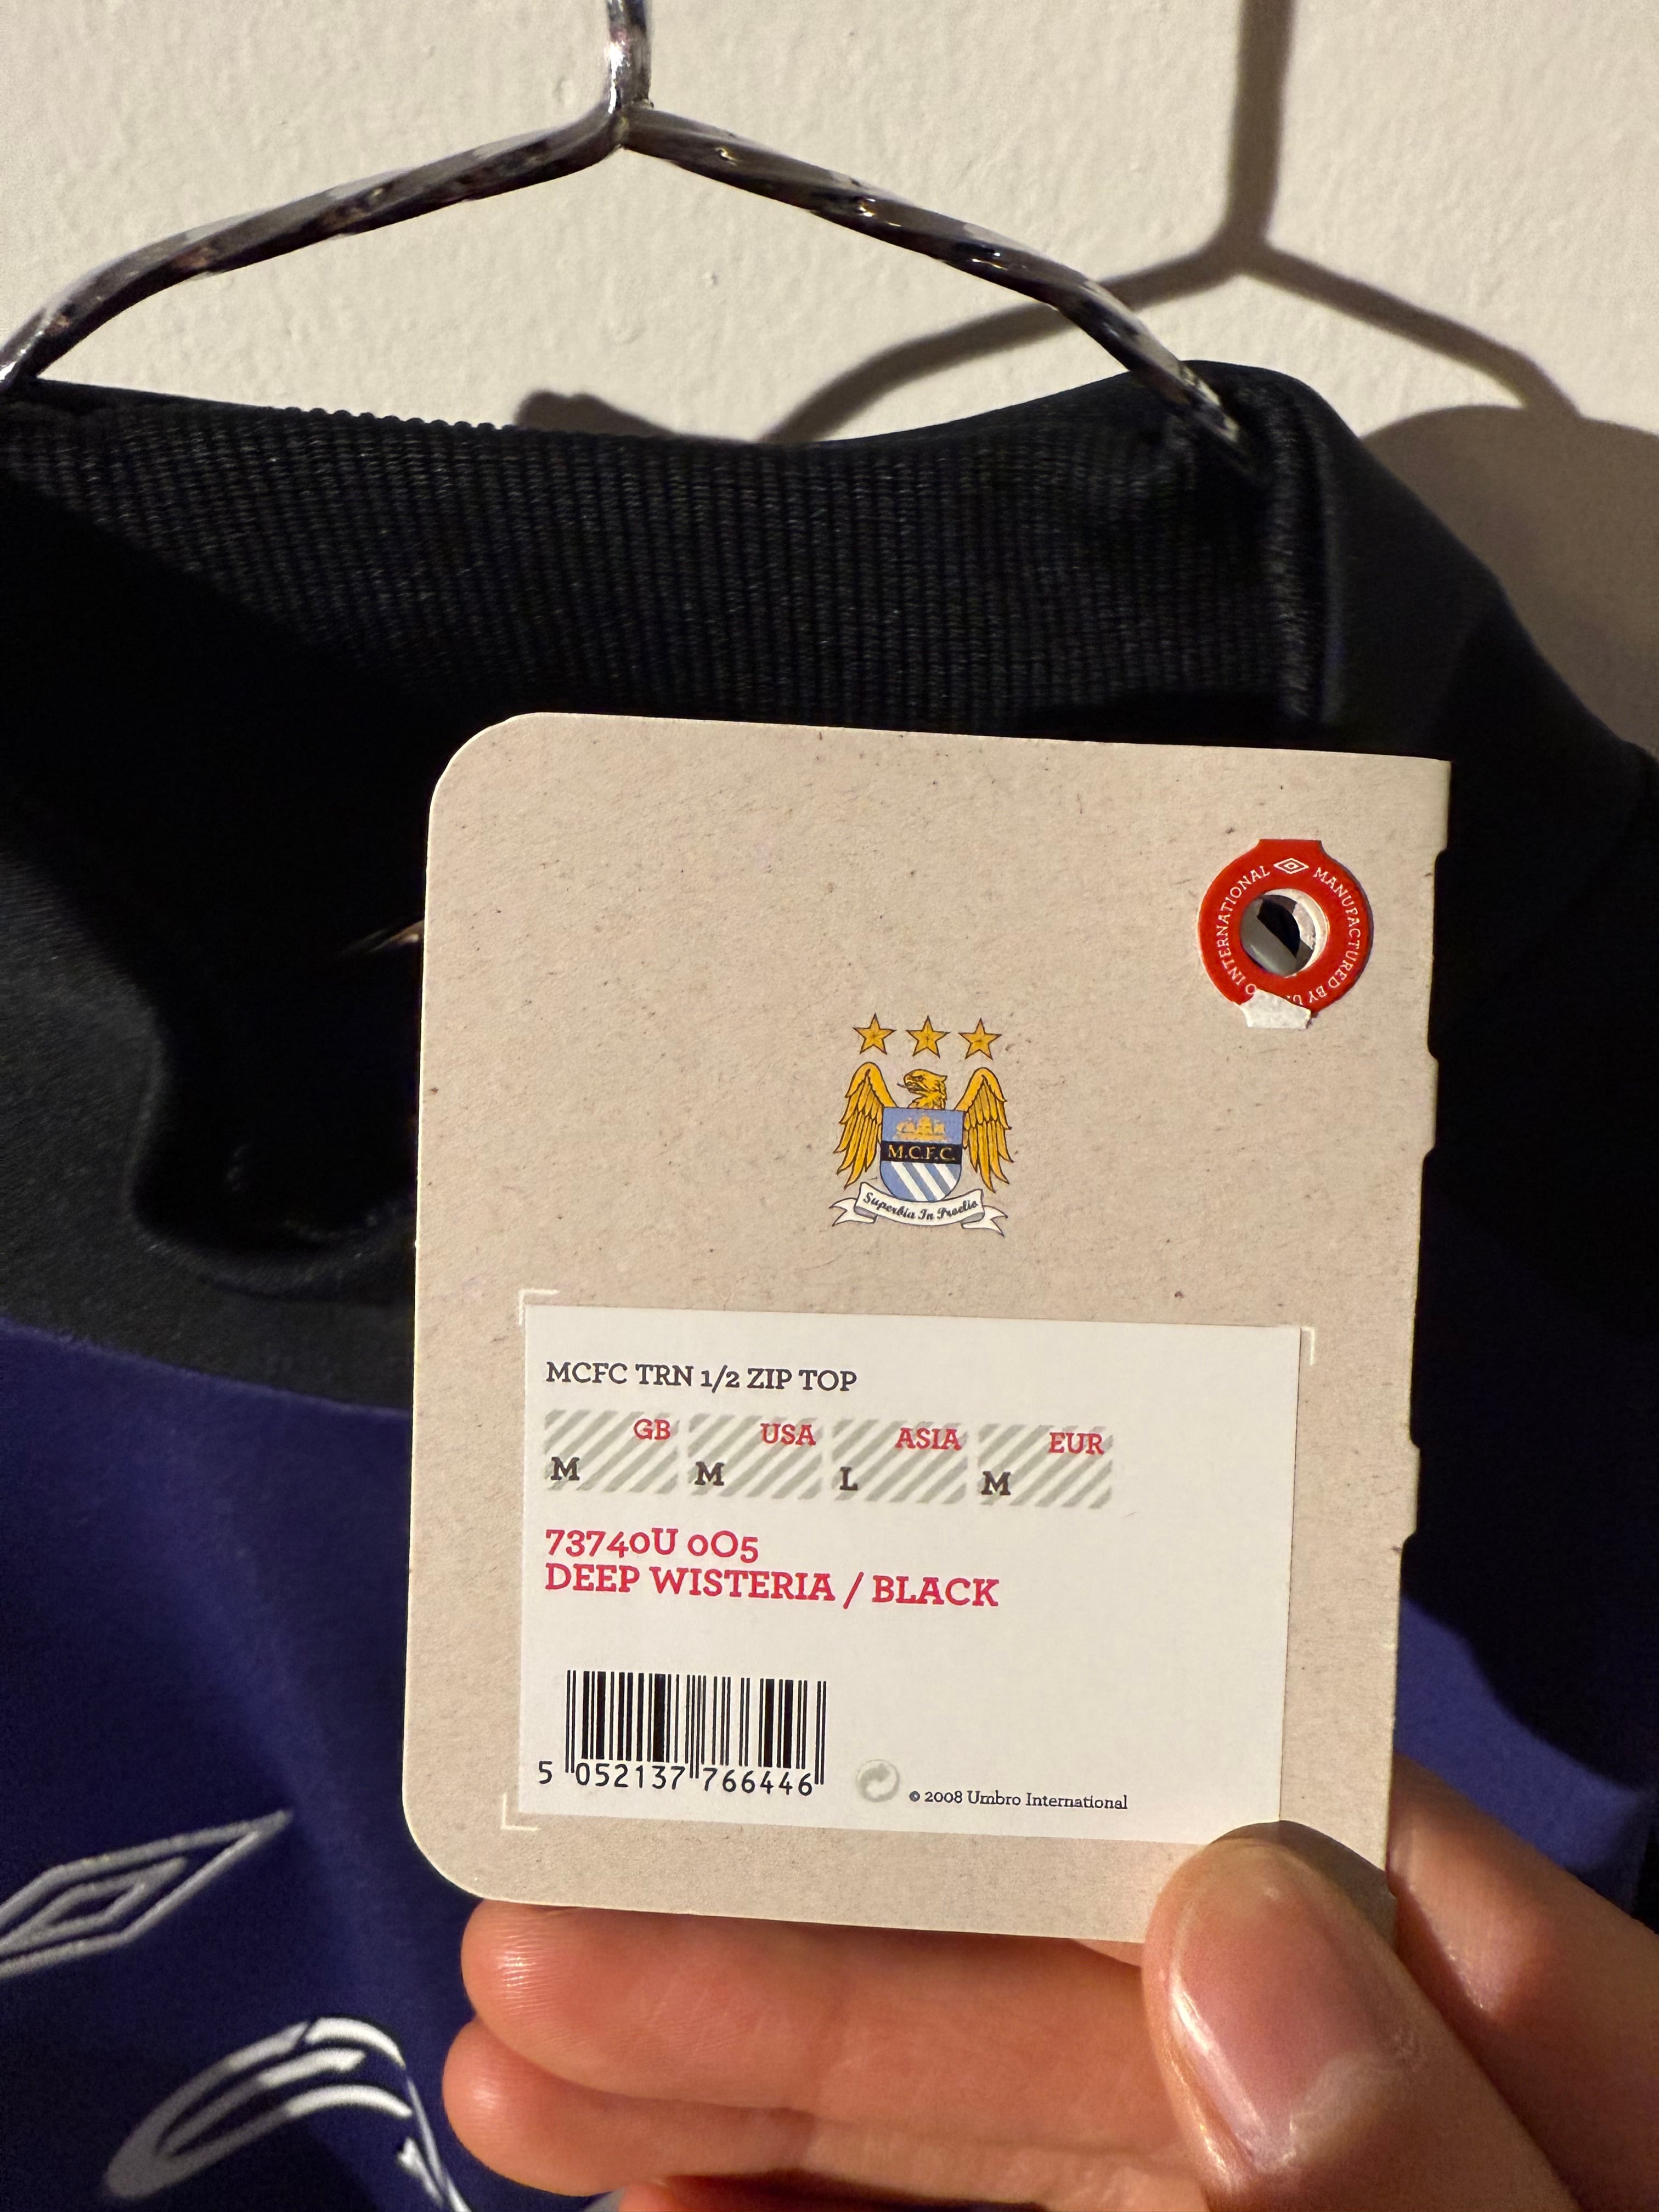 MANUFACTURED BY U
O INTERNATIONAL
M.C.F.C.
Superbia In Proelio
MCFC TRN 1/2 ZIP TOP
GB USA ASIA EUR
M M L M
73740U 0O5
DEEP WISTERIA / BLACK
5 052137 766446
© 2008 Umbro International